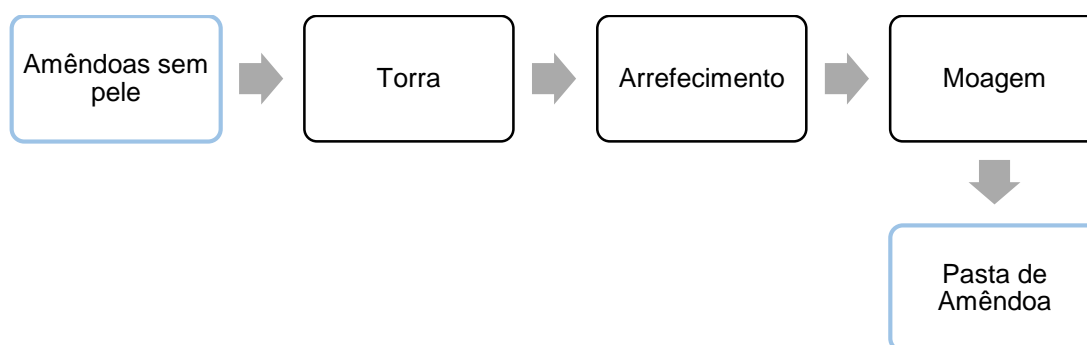 Amêndoas sem
pele
Torra
Arrefecimento
Moagem
Pasta de
Amêndoa